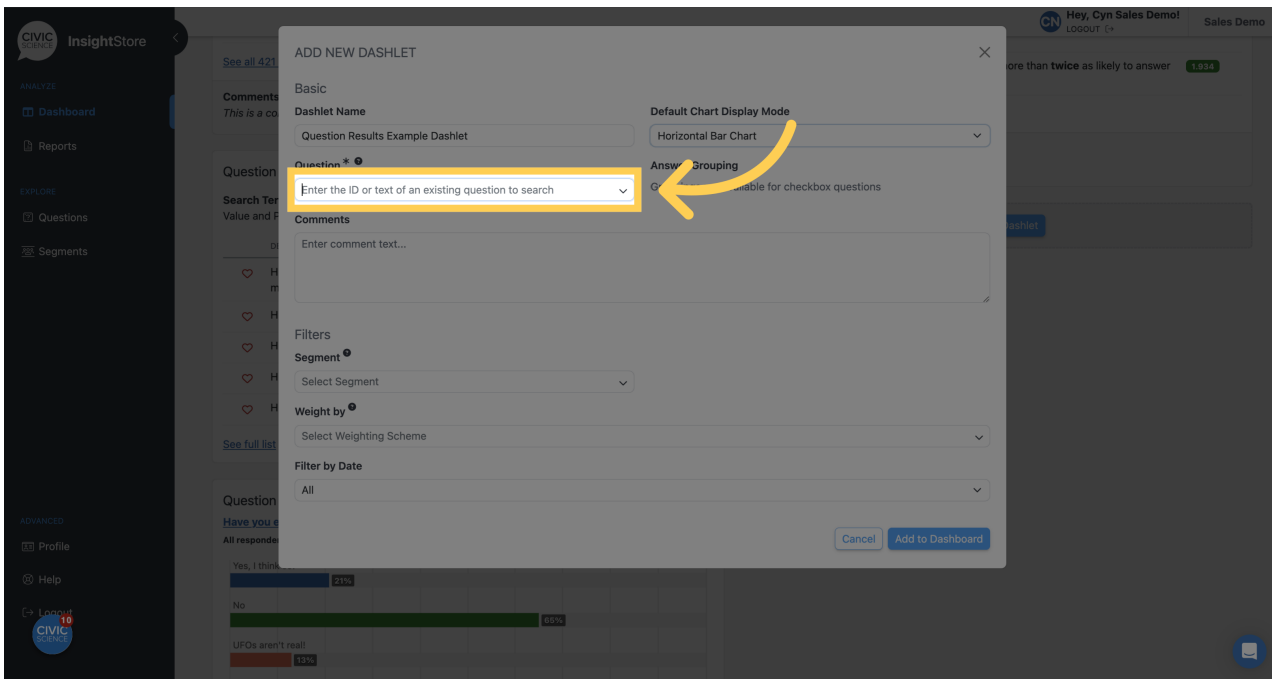 CIVIC
SCIENCE
InsightStore
CN
Hey, Cyn Sales Demo!
LOGOUT
Sales Demo
ANALYZE
Dashboard
Reports
EXPLORE
Questions
Segments
ADVANCED
Profile
Help
Logout
10
CIVIC
SCIENCE
See all 421
ore than twice as likely to answer
1.934
Comments
This is a co
Question
Search Ter
Value and P
See full list
Question
Have you e
All responde
Yes, I think
21%
No
65%
UFOs aren't real!
13%
ashlet
ADD NEW DASHLET
Basic
Dashlet Name
Default Chart Display Mode
Question Results Example Dashlet
Horizontal Bar Chart
Question *
Grouping
Enter the ID or text of an existing question to search
for checkbox questions
Comments
Enter comment text...
Filters
Segment
Select Segment
Weight by
Select Weighting Scheme
Filter by Date
All
Cancel
Add to Dashboard